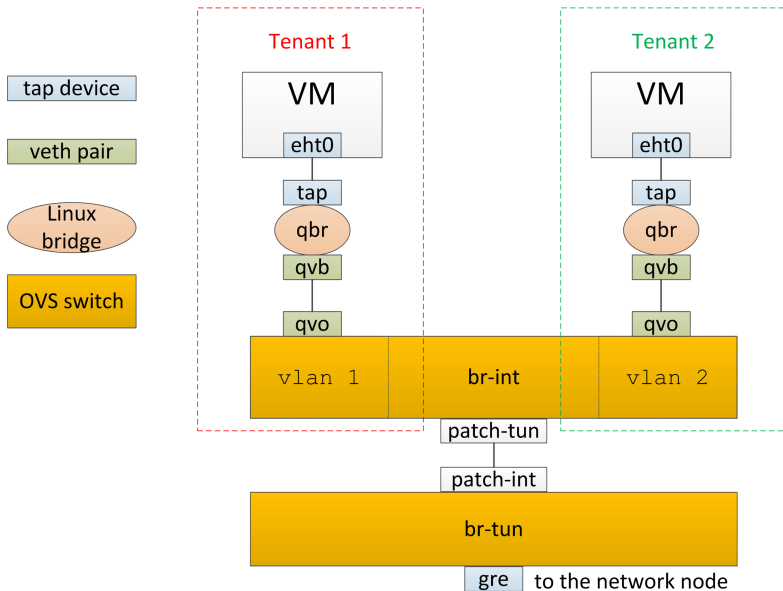 Tenant 1
Tenant 2
tap device
veth pair
Linux
bridge
OVS switch
VM
eht0
tap
qbr
qvb
qvo
VM
eht0
tap
qbr
qvb
qvo
vlan 1
br-int
vlan 2
patch-tun
patch-int
br-tun
gre
to the network node